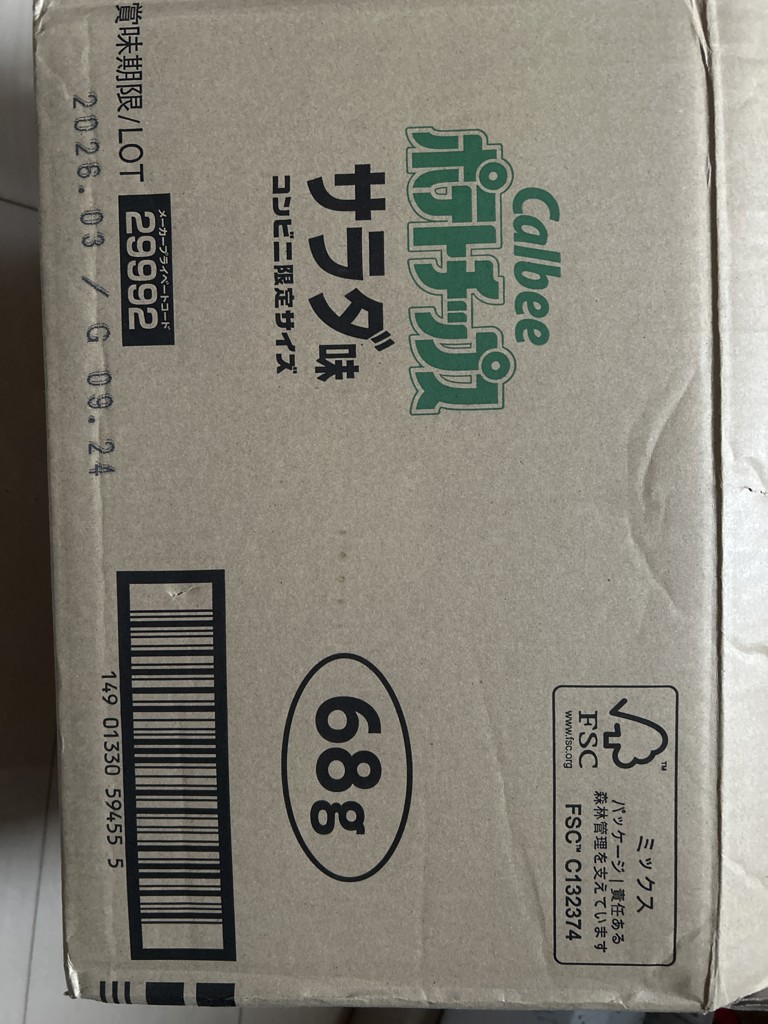 Calbee
ポテトチップス
サラダ味
コンビニ限定サイズ
68g
ミックス
パッケージ|責任ある
森林管理を支えています
FSC™ C132374
TM
FSC
www.fsc.org
メーカープライベートコード
29992
賞味期限/LOT
2026.03 / G 09.24
149 01330 59455 5